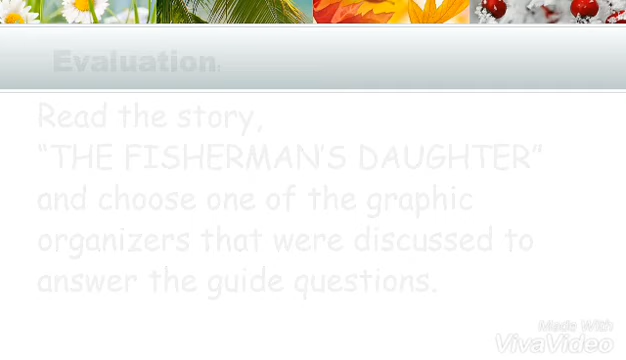 Evaluation:
Read the story,
“THE FISHERMAN’S DAUGHTER”
and choose one of the graphic
organizers that were discussed to
answer the guide questions.
Made With
VivaVideo